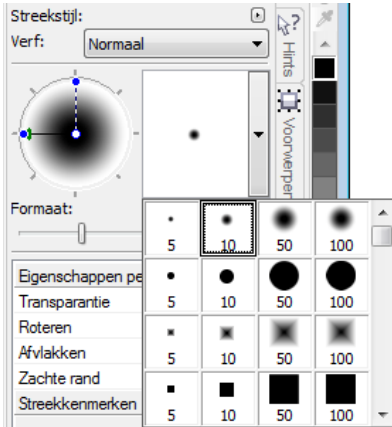 Streekstijl:
Verf: Normaal
Hints
Voorwerpen
Formaat:
5 10 50 100
Eigenschappen pe
5 10 50 100
Transparantie
Roteren
5 10 50 100
Afvlakken
Zachte rand
Streekkenmerken
5 10 50 100